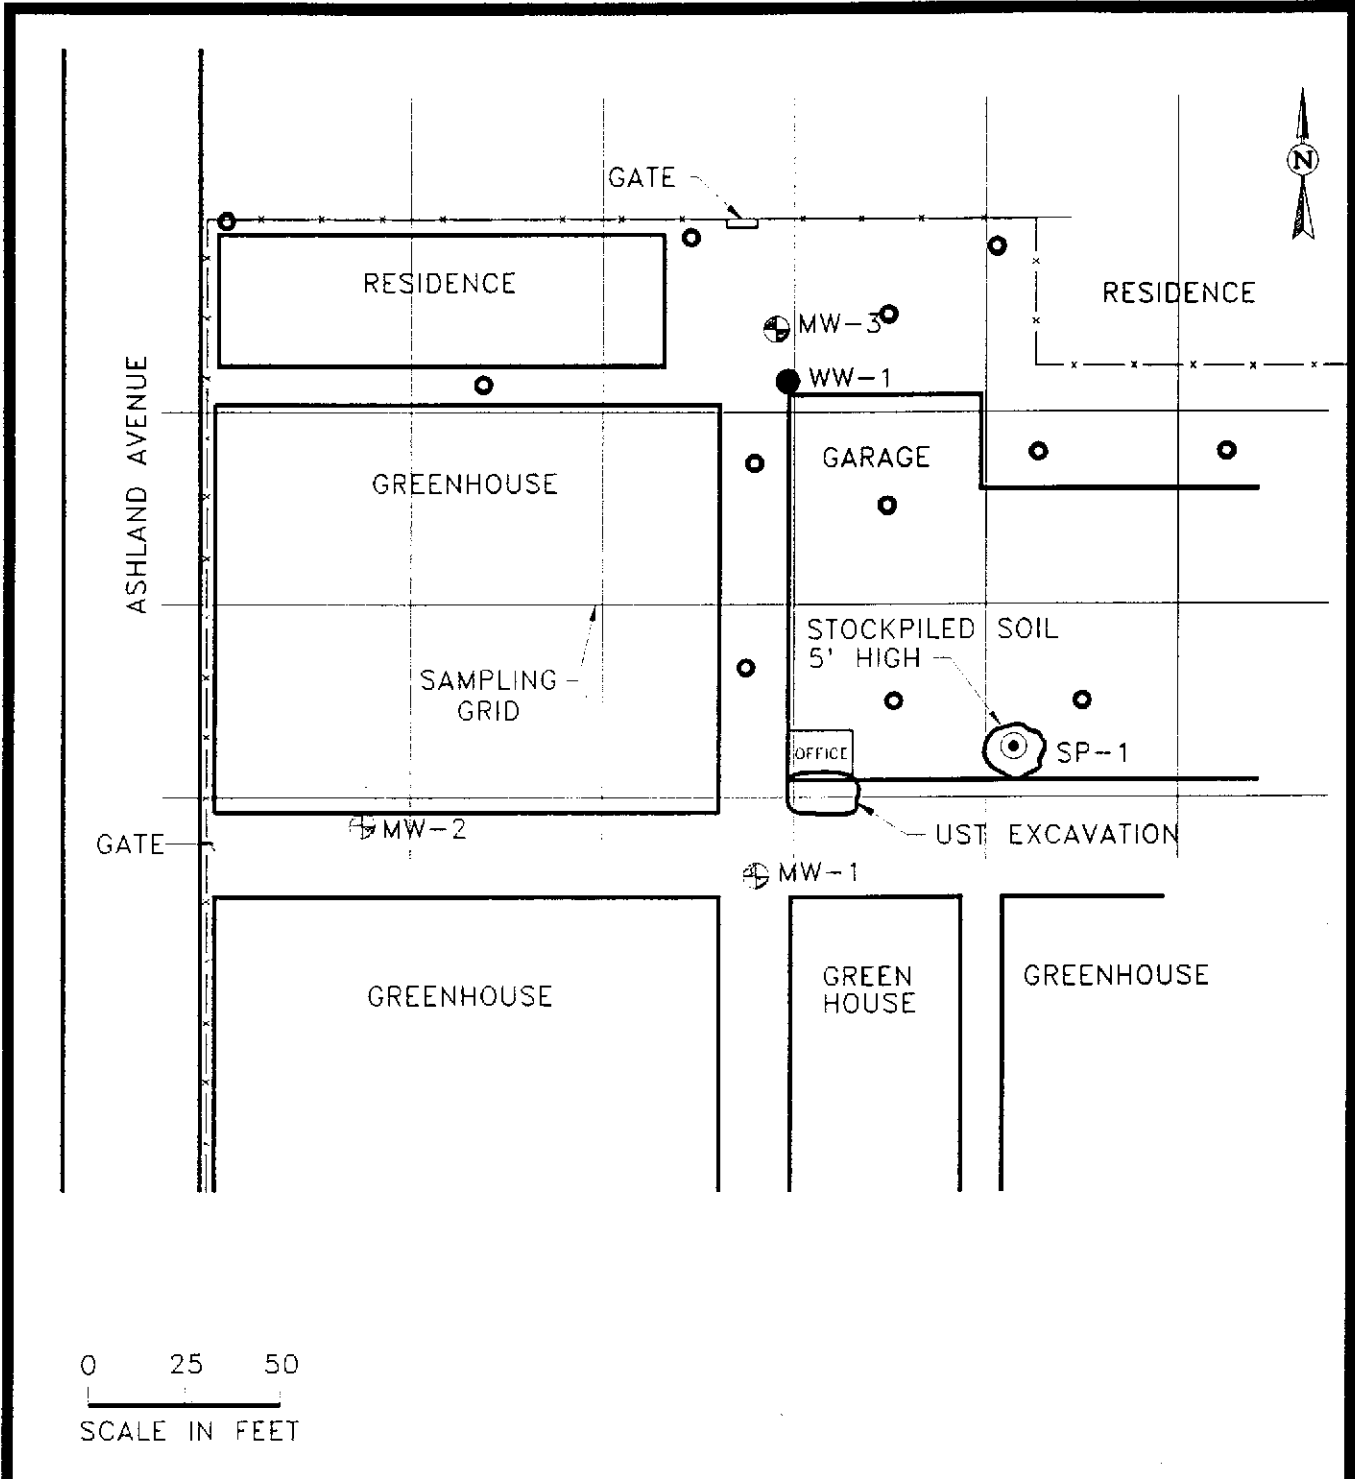 GATE
N
RESIDENCE
RESIDENCE
MW-3
WW-1
ASHLAND AVENUE
GARAGE
GREENHOUSE
STOCKPILED SOIL
5' HIGH
SAMPLING
GRID
OFFICE
SP-1
MW-2
UST EXCAVATION
GATE
MW-1
GREENHOUSE
GREEN
HOUSE
GREENHOUSE
0 25 50
SCALE IN FEET